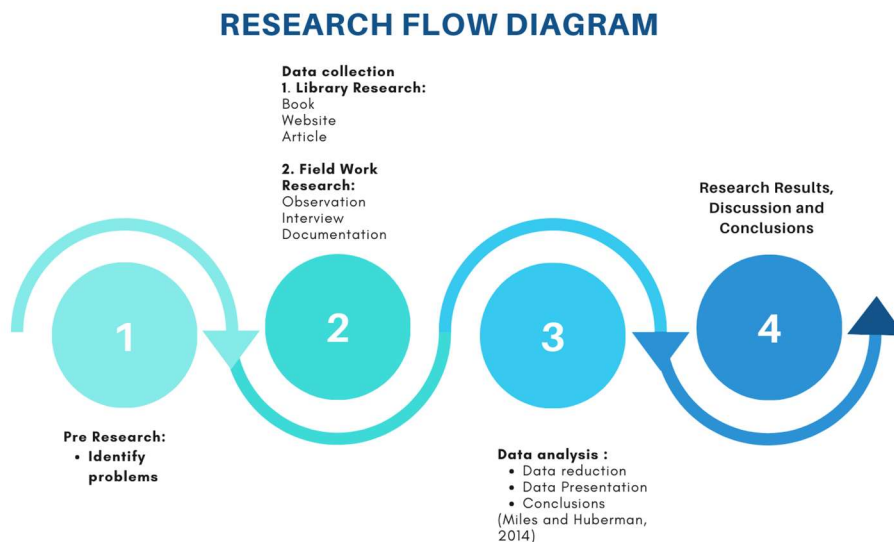 RESEARCH FLOW DIAGRAM
Data collection
1. Library Research:
Book
Website
Article
2. Field Work
Research:
Observation
Interview
Documentation
Research Results,
Discussion and
Conclusions
1
2
3
4
Pre Research:
• Identify
problems
Data analysis :
• Data reduction
• Data Presentation
• Conclusions
(Miles and Huberman,
2014)